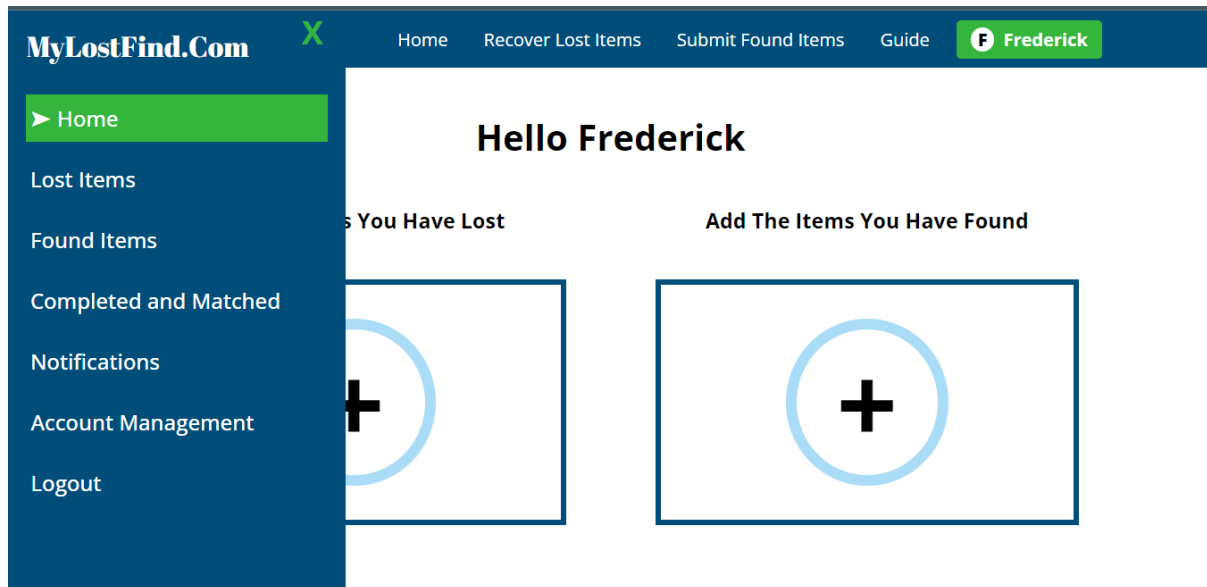 MyLostFind.Com
X
Home Recover Lost Items Submit Found Items Guide F Frederick
➤ Home
Lost Items
Found Items
Completed and Matched
Notifications
Account Management
Logout
Hello Frederick
s You Have Lost
Add The Items You Have Found
+
+